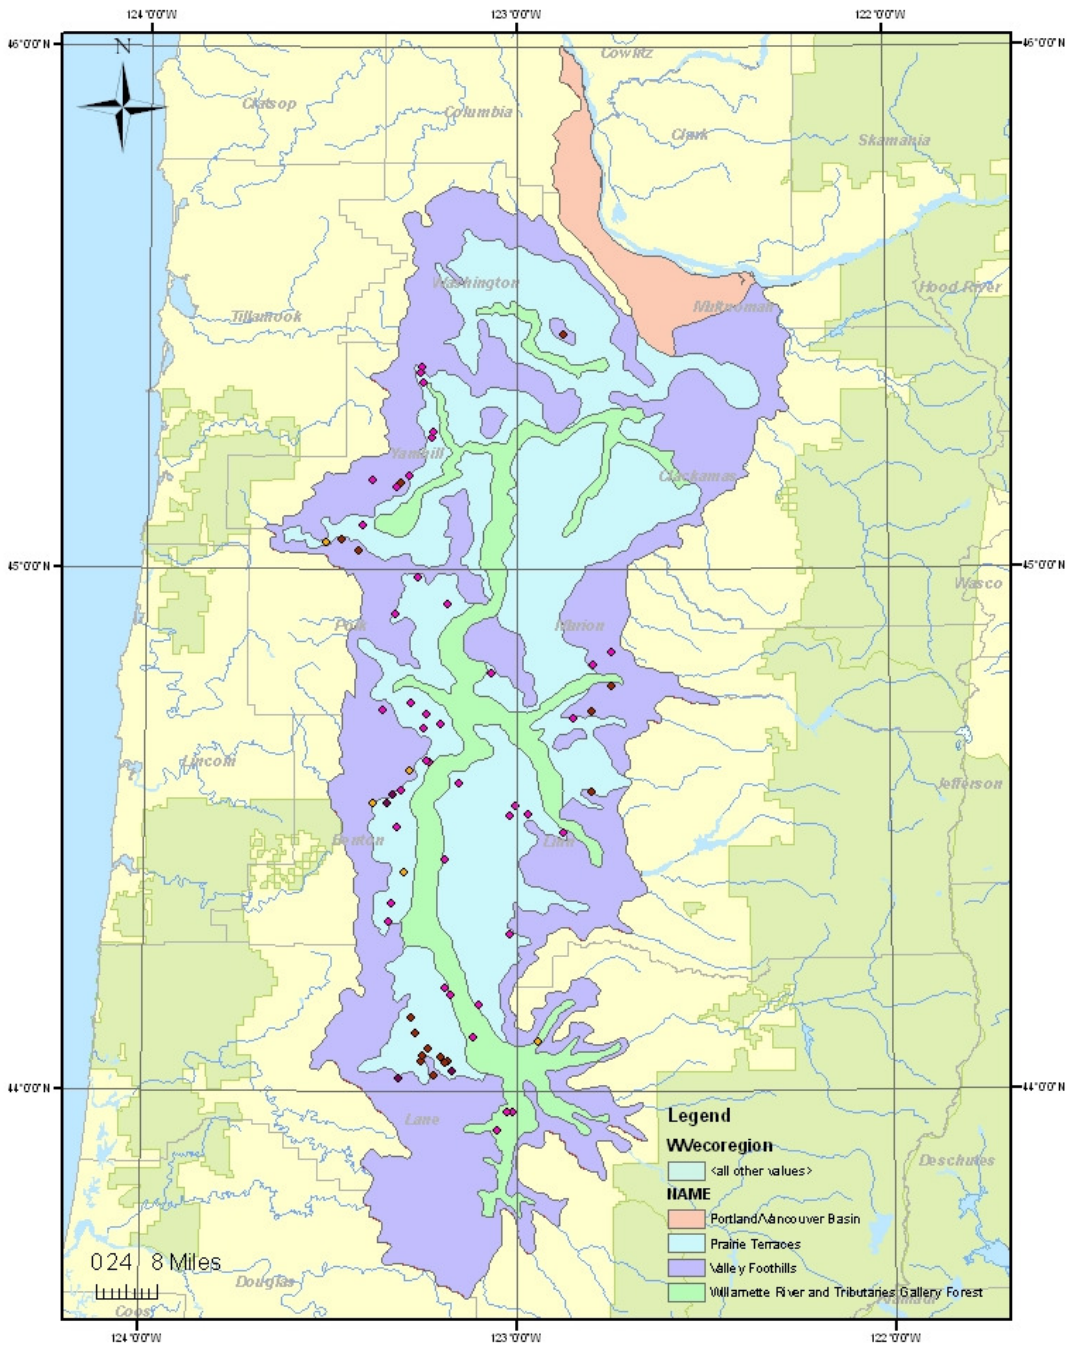 124°0'0"W 123°0'0"W 122°0'0"W
46°0'0"N 46°0'0"N
N
Cowlitz
Clatsop
Columbia
Clark
Skamania
Washington
Hood River
Multnomah
Tillamook
Yamhill
Clackamas
45°0'0"N 45°0'0"N
Wasco
Polk
Marion
Lincoln
Jefferson
Benton
Linn
44°0'0"N 44°0'0"N
Lane
Legend
WVecoregion
<all other values>
Deschutes
NAME
Portland/Vancouver Basin
Prairie Terraces
Valley Foothills
Willamette River and Tributaries Gallery Forest
0 2 4 8 Miles
Douglas
Coos
124°0'0"W 123°0'0"W 122°0'0"W